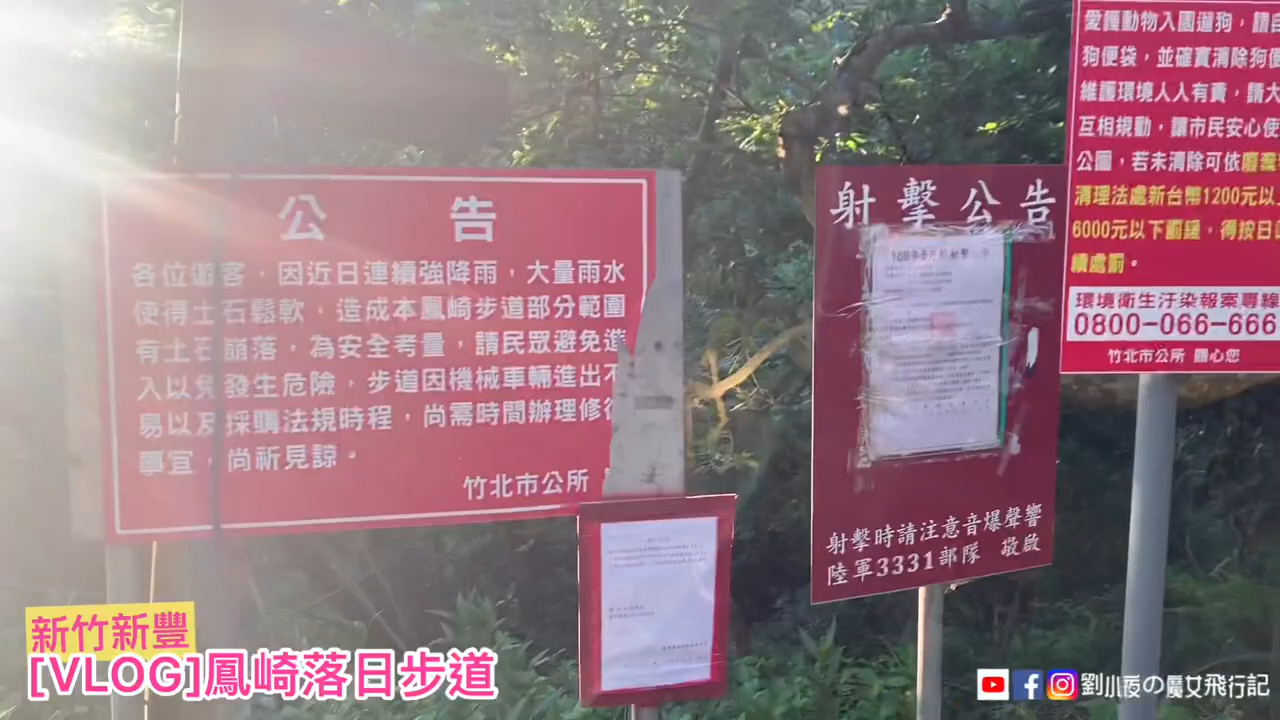 公告
各位遊客，因近日連續強降雨，大量雨水
使得土石鬆軟，造成本鳳崎步道部分範圍
有土石崩落，為安全考量，請民眾避免進
入以免發生危險，步道因機械車輛進出不
易以及採購法規時程，尚需時間辦理修復
事宜，尚祈見諒。
竹北市公所
射擊公告
射擊時請注意音爆聲響
陸軍3331部隊 敬啟
愛護動物入園遛狗，請自
狗便袋，並確實清除狗便
維護環境人人有責，請大
互相規勸，讓市民安心使
公園，若未清除可依廢棄
清理法處新台幣1200元以上
6000元以下罰鍰，得按日
續處罰。
環境衛生汙染報案專線
0800-066-666
竹北市公所 關心您
新竹新豐
[VLOG]鳳崎落日步道
劉小夜の魔女飛行記